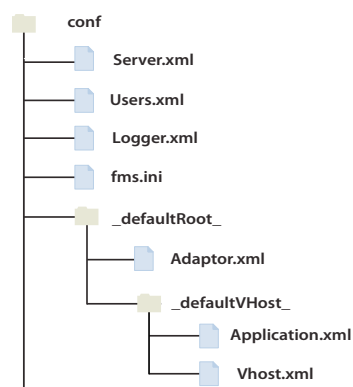 conf
Server.xml
Users.xml
Logger.xml
fms.ini
_defaultRoot_
Adaptor.xml
_defaultVHost_
Application.xml
Vhost.xml